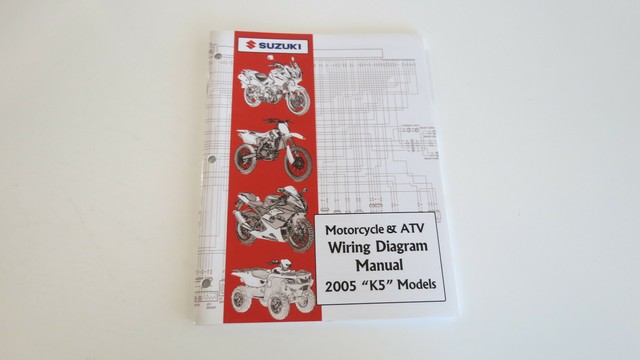 SUZUKI
Motorcycle & ATV
Wiring Diagram
Manual
2005 "K5" Models